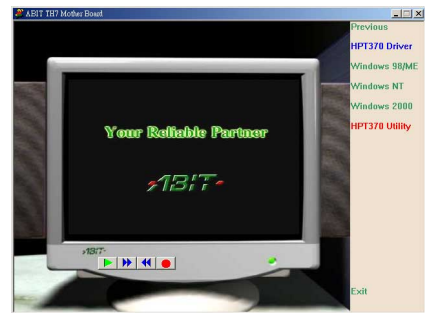 ABIT TH7 Mother Board
Previous
HPT370 Driver
Windows 98/ME
Windows NT
Windows 2000
HPT370 Utility
Exit
Your Reliable Partner
ABIT
ABIT